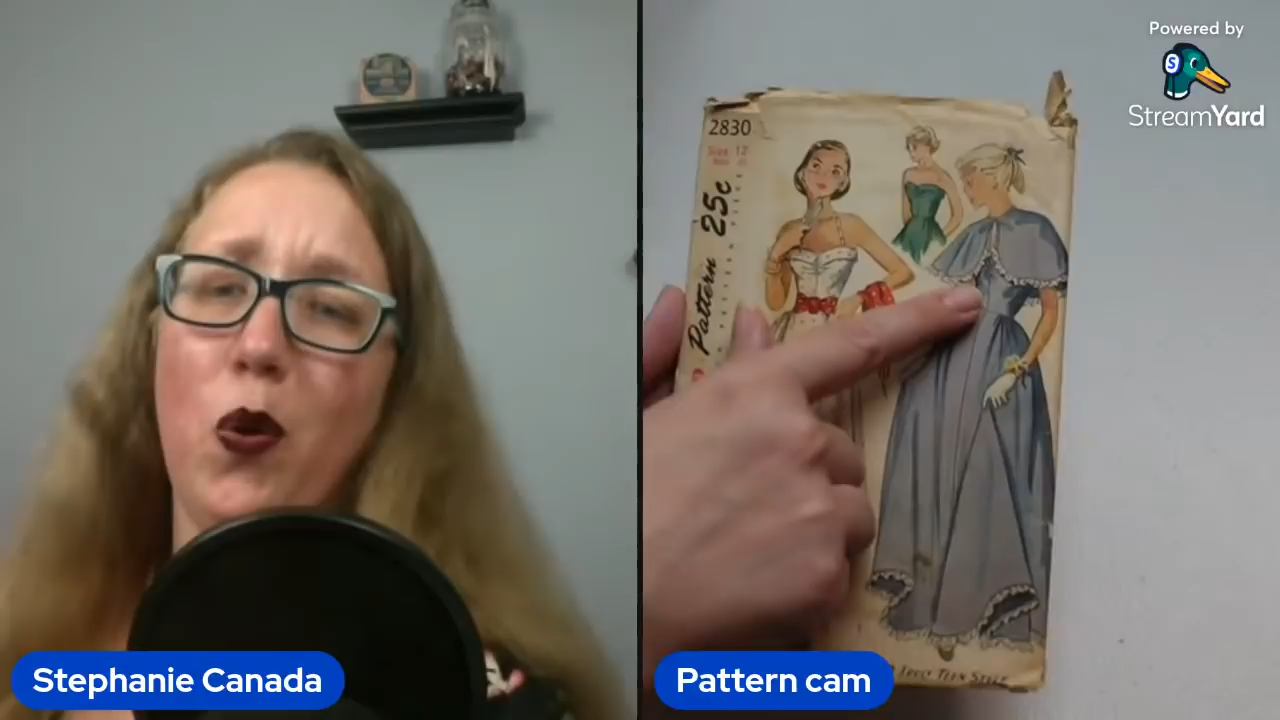 Powered by
StreamYard
2830
Size 12
25c
Pattern
Stephanie Canada
Pattern cam